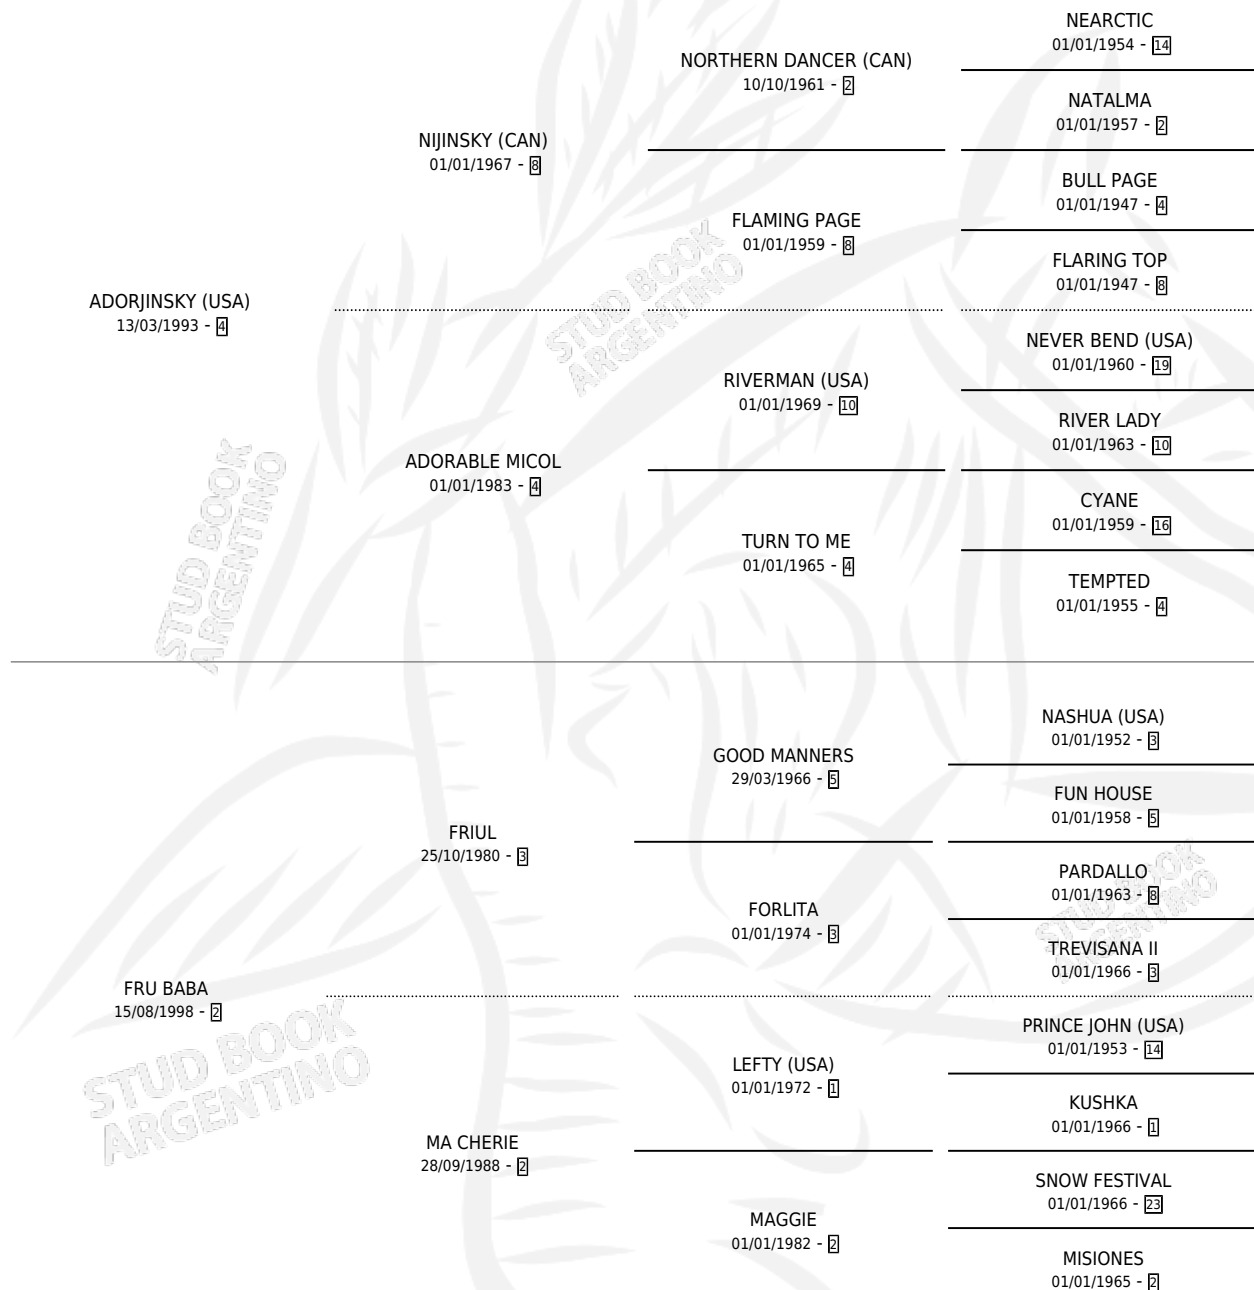 NEARCTIC
01/01/1954 - 14
NORTHERN DANCER (CAN)
10/10/1961 - 2
NATALMA
01/01/1957 - 2
NIJINSKY (CAN)
01/01/1967 - 8
BULL PAGE
01/01/1947 - 4
FLAMING PAGE
01/01/1959 - 8
FLARING TOP
01/01/1947 - 8
ADORJINSKY (USA)
13/03/1993 - 4
NEVER BEND (USA)
01/01/1960 - 19
RIVERMAN (USA)
01/01/1969 - 10
RIVER LADY
01/01/1963 - 10
ADORABLE MICOL
01/01/1983 - 4
CYANE
01/01/1959 - 16
TURN TO ME
01/01/1965 - 4
TEMPTED
01/01/1955 - 4
NASHUA (USA)
01/01/1952 - 3
GOOD MANNERS
29/03/1966 - 5
FUN HOUSE
01/01/1958 - 5
FRIUL
25/10/1980 - 3
PARDALLO
01/01/1963 - 8
FORLITA
01/01/1974 - 3
TREVISANA II
01/01/1966 - 3
FRU BABA
15/08/1998 - 2
PRINCE JOHN (USA)
01/01/1953 - 14
LEFTY (USA)
01/01/1972 - 1
KUSHKA
01/01/1966 - 1
MA CHERIE
28/09/1988 - 2
SNOW FESTIVAL
01/01/1966 - 23
MAGGIE
01/01/1982 - 2
MISIONES
01/01/1965 - 2
STUD BOOK
ARGENTINO
STUD BOOK
ARGENTINO
STUD BOOK
ARGENTINO
STUD BOOK
ARGENTINO